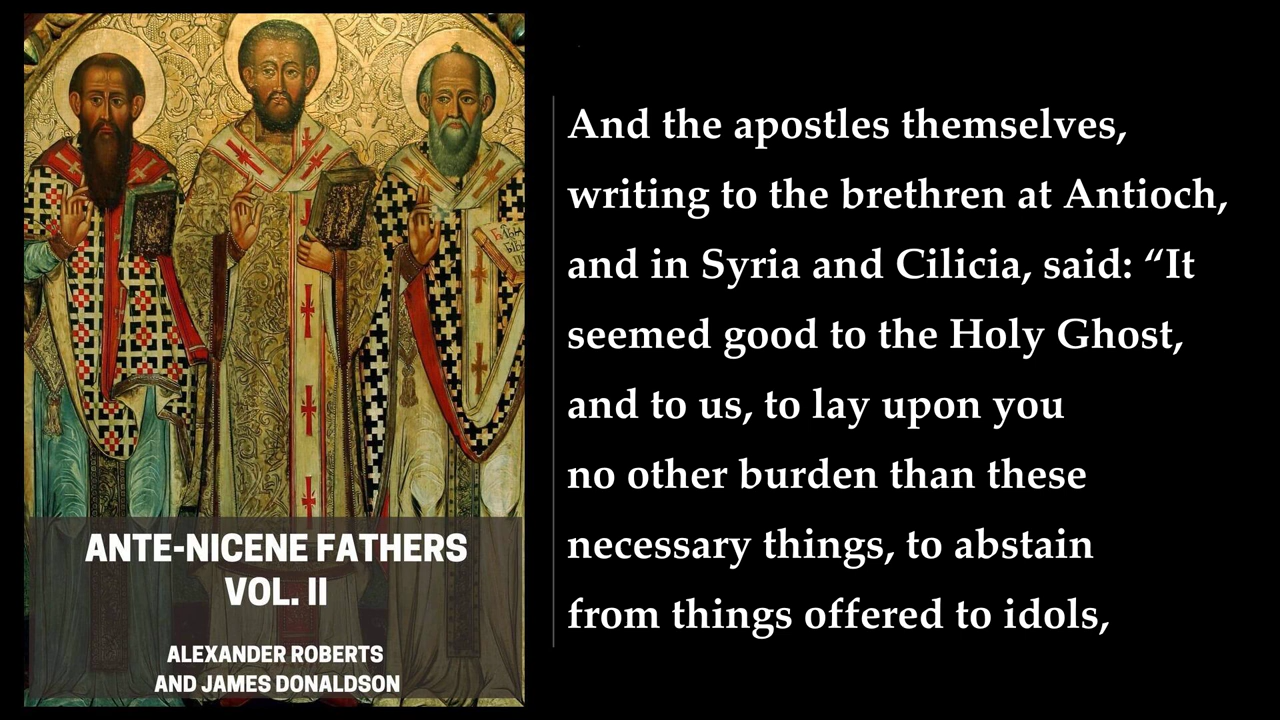 ANTE-NICENE FATHERS
VOL. II
ALEXANDER ROBERTS
AND JAMES DONALDSON
And the apostles themselves,
writing to the brethren at Antioch,
and in Syria and Cilicia, said: “It
seemed good to the Holy Ghost,
and to us, to lay upon you
no other burden than these
necessary things, to abstain
from things offered to idols,